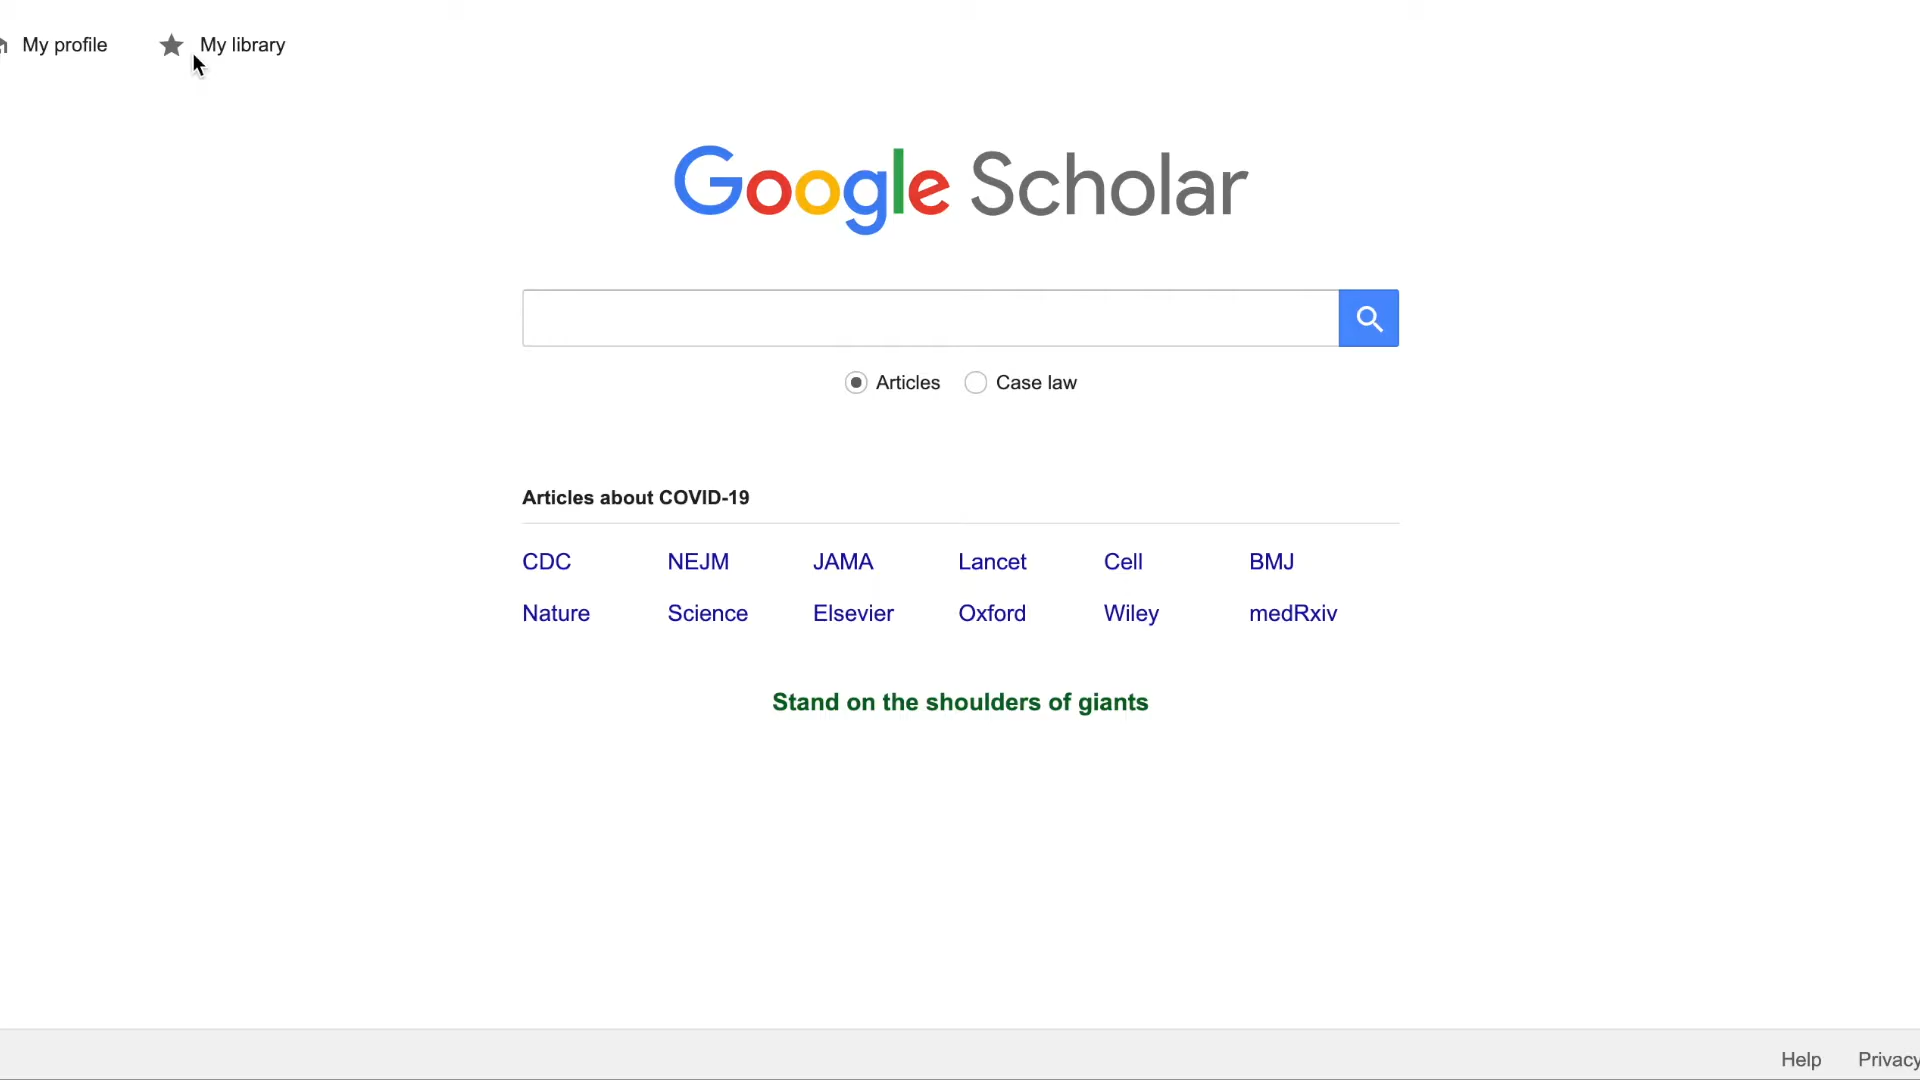 My profile My library
Google Scholar
Articles Case law
Articles about COVID-19
CDC NEJM JAMA Lancet Cell BMJ
Nature Science Elsevier Oxford Wiley medRxiv
Stand on the shoulders of giants
Help Privacy